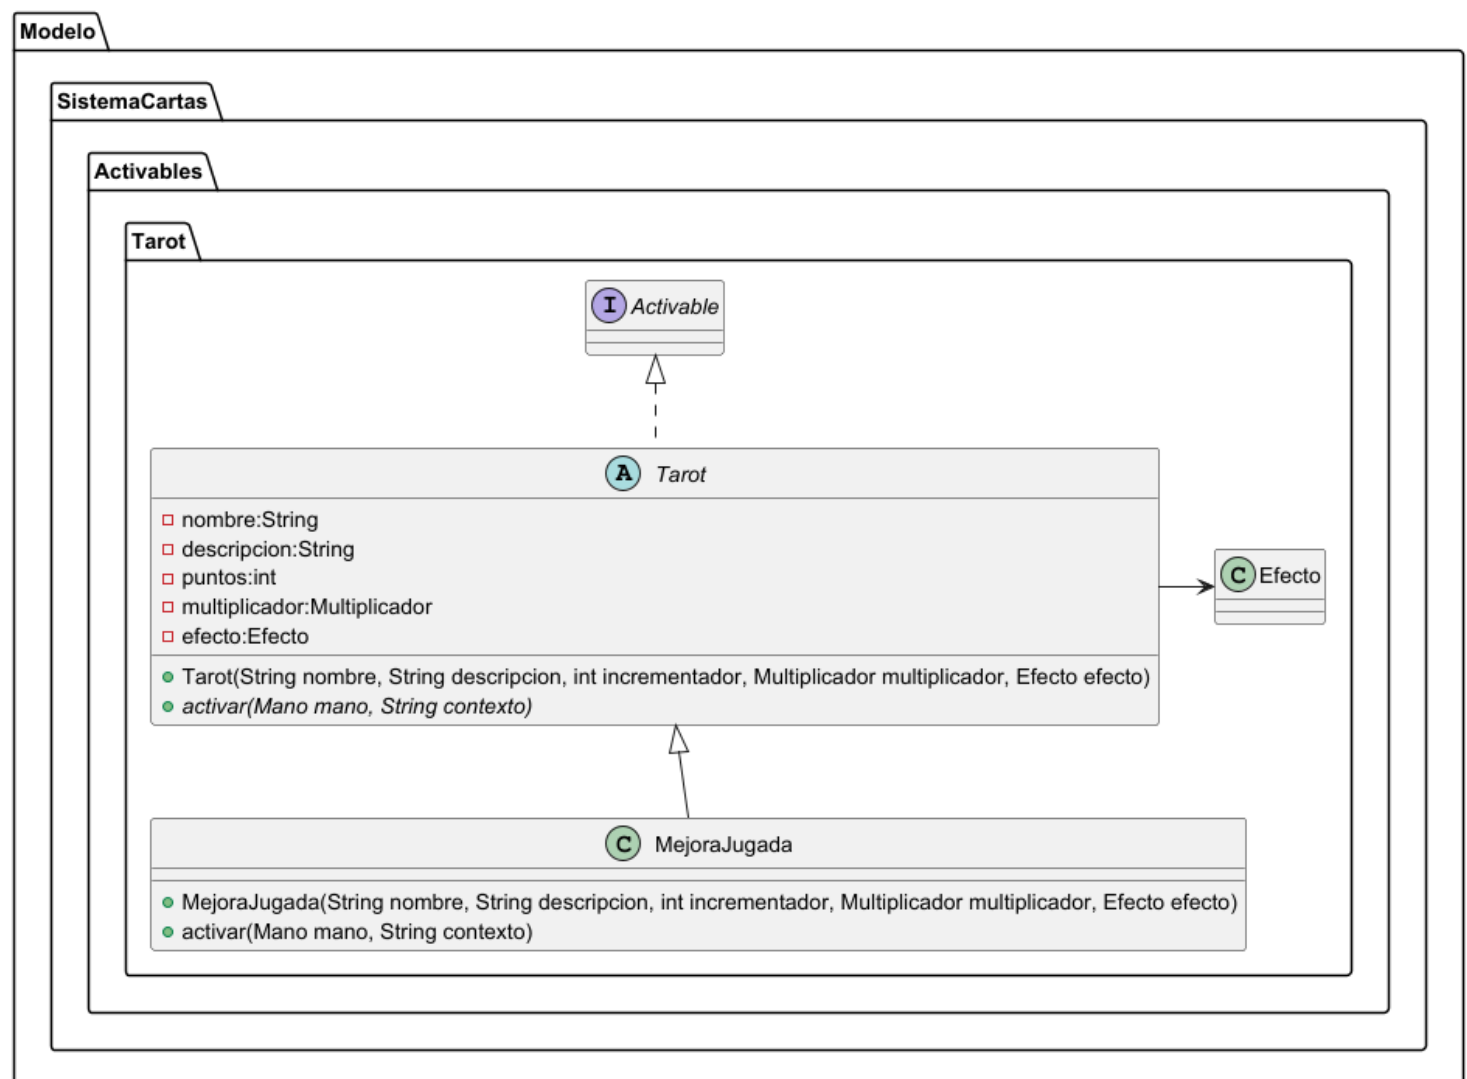 Modelo
SistemaCartas
Activables
Tarot
I Activable
A Tarot
nombre:String
descripcion:String
puntos:int
multiplicador:Multiplicador
efecto:Efecto
C Efecto
Tarot(String nombre, String descripcion, int incrementador, Multiplicador multiplicador, Efecto efecto)
activar(Mano mano, String contexto)
C MejoraJugada
MejoraJugada(String nombre, String descripcion, int incrementador, Multiplicador multiplicador, Efecto efecto)
activar(Mano mano, String contexto)